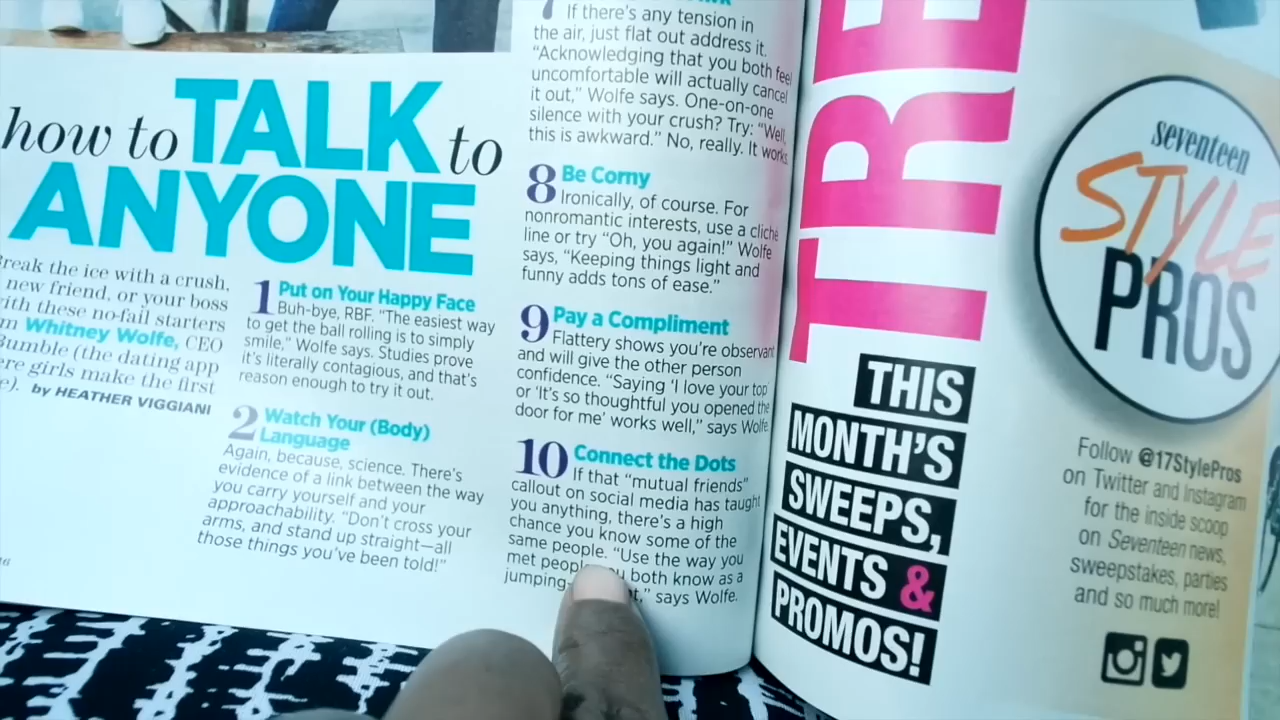 how to TALK to
ANYONE
Break the ice with a crush,
new friend, or your boss
with these no-fail starters
Whitney Wolfe, CEO
Bumble (the dating app
girls make the first
by HEATHER VIGGIANI
1 Put on Your Happy Face
Buh-bye, RBF. "The easiest way
to get the ball rolling is to simply
smile," Wolfe says. Studies prove
it's literally contagious, and that's
reason enough to try it out.
2 Watch Your (Body)
Language
Again, because, science. There's
evidence of a link between the way
you carry yourself and your
approachability. "Don't cross your
arms, and stand up straight—all
those things you've been told!"
7
If there's any tension in
the air, just flat out address it.
"Acknowledging that you both feel
uncomfortable will actually cancel
it out," Wolfe says. One-on-one
silence with your crush? Try: "Well,
this is awkward." No, really. It works.
8 Be Corny
Ironically, of course. For
nonromantic interests, use a cliché
line or try "Oh, you again!" Wolfe
says, "Keeping things light and
funny adds tons of ease."
9 Pay a Compliment
Flattery shows you're observant
and will give the other person
confidence. "Saying 'I love your top'
or 'It's so thoughtful you opened the
door for me' works well," says Wolfe.
10 Connect the Dots
If that "mutual friends"
callout on social media has taught
you anything, there's a high
chance you know some of the
same people. "Use the way you
met people you both know as a
says Wolfe.
TRE
THIS
MONTH'S
SWEEPS,
EVENTS &
PROMOS!
seventeen
STYLE
PROS
Follow @17StylePros
on Twitter and Instagram
for the inside scoop
on Seventeen news,
sweepstakes, parties
and so much more!